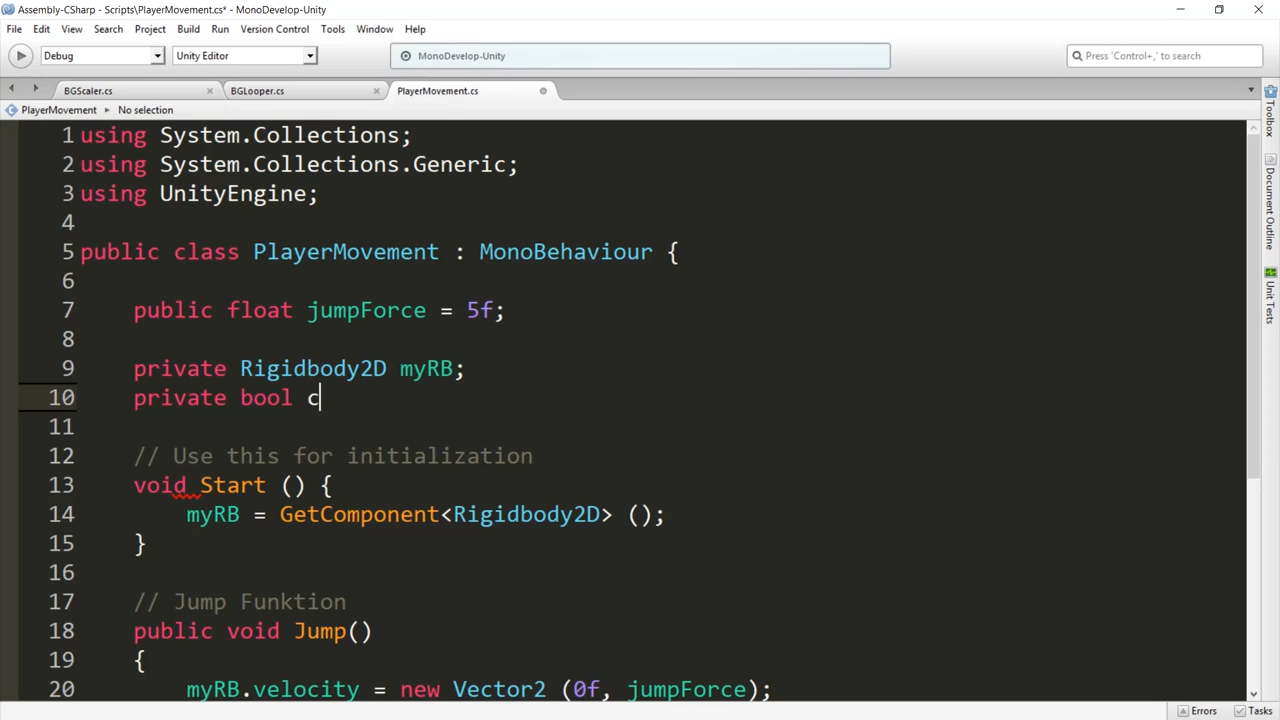 Assembly-CSharp - Scripts\PlayerMovement.cs* - MonoDevelop-Unity
File Edit View Search Project Build Run Version Control Tools Window Help
Debug Unity Editor MonoDevelop-Unity Press 'Control+,' to search
BGScaler.cs × BGLooper.cs × PlayerMovement.cs
PlayerMovement ▸ No selection
1 using System.Collections;
2 using System.Collections.Generic;
3 using UnityEngine;
4
5 public class PlayerMovement : MonoBehaviour {
6
7 public float jumpForce = 5f;
8
9 private Rigidbody2D myRB;
10 private bool c
11
12 // Use this for initialization
13 void Start () {
14 myRB = GetComponent<Rigidbody2D> ();
15 }
16
17 // Jump Funktion
18 public void Jump()
19 {
20 myRB.velocity = new Vector2 (0f, jumpForce);
Toolbox
Document Outline
Unit Tests
Errors Tasks